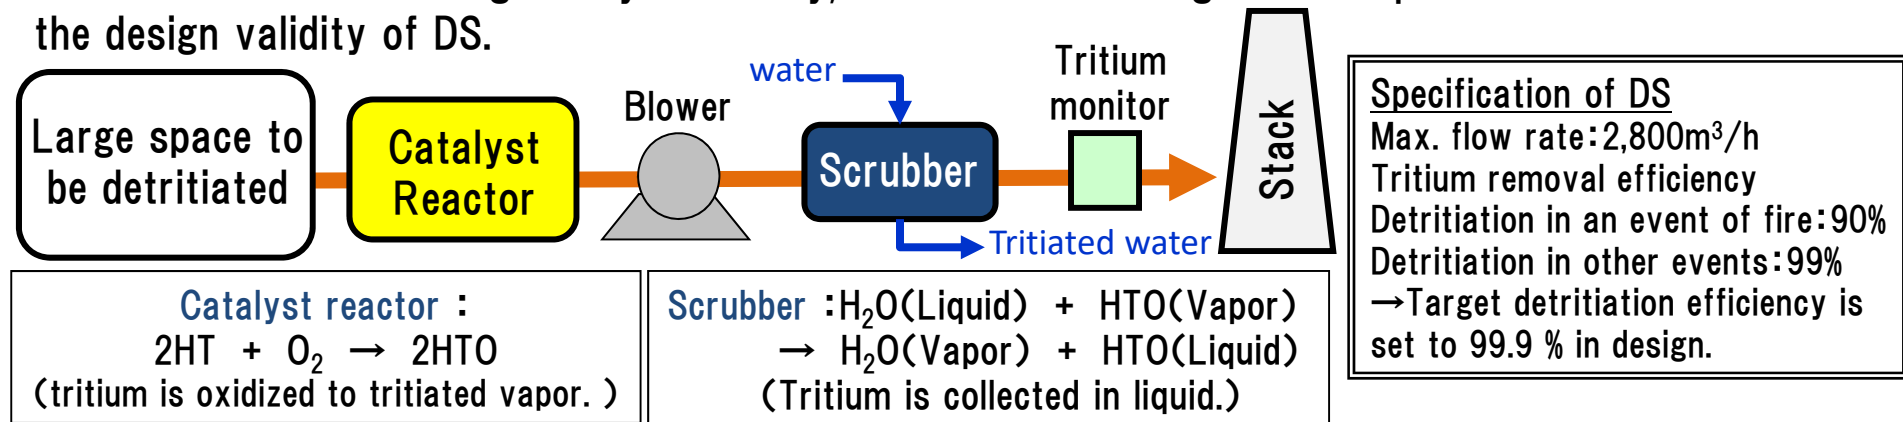 the design validity of DS.
Large space to
be detritiated
Catalyst
Reactor
Blower
water
Scrubber
Tritiated water
Tritium
monitor
Stack
Specification of DS
Max. flow rate:2,800m³/h
Tritium removal efficiency
Detritiation in an event of fire:90%
Detritiation in other events:99%
→Target detritiation efficiency is
set to 99.9 % in design.
Catalyst reactor :
2HT + O₂ → 2HTO
(tritium is oxidized to tritiated vapor. )
Scrubber :H₂O(Liquid) + HTO(Vapor)
→ H₂O(Vapor) + HTO(Liquid)
(Tritium is collected in liquid.)